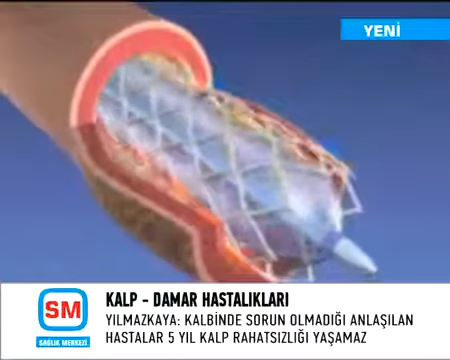 YENİ
KALP - DAMAR HASTALIKLARI
SM
YILMAZKAYA: KALBİNDE SORUN OLMADIĞI ANLAŞILAN
HASTALAR 5 YIL KALP RAHATSIZLIĞI YAŞAMAZ
SAĞLIK MERKEZİ